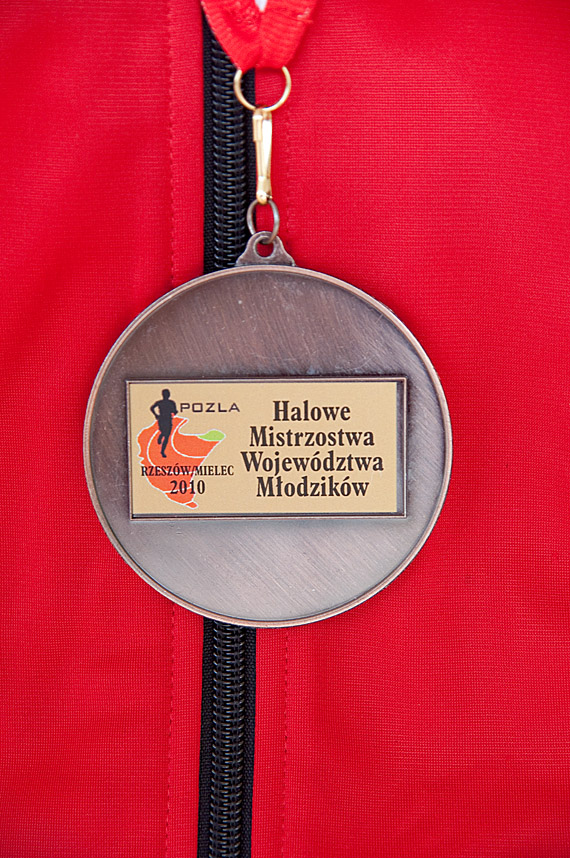 POZLA
RZESZÓW/MIELEC
2010
Halowe
Mistrzostwa
Województwa
Młodzików